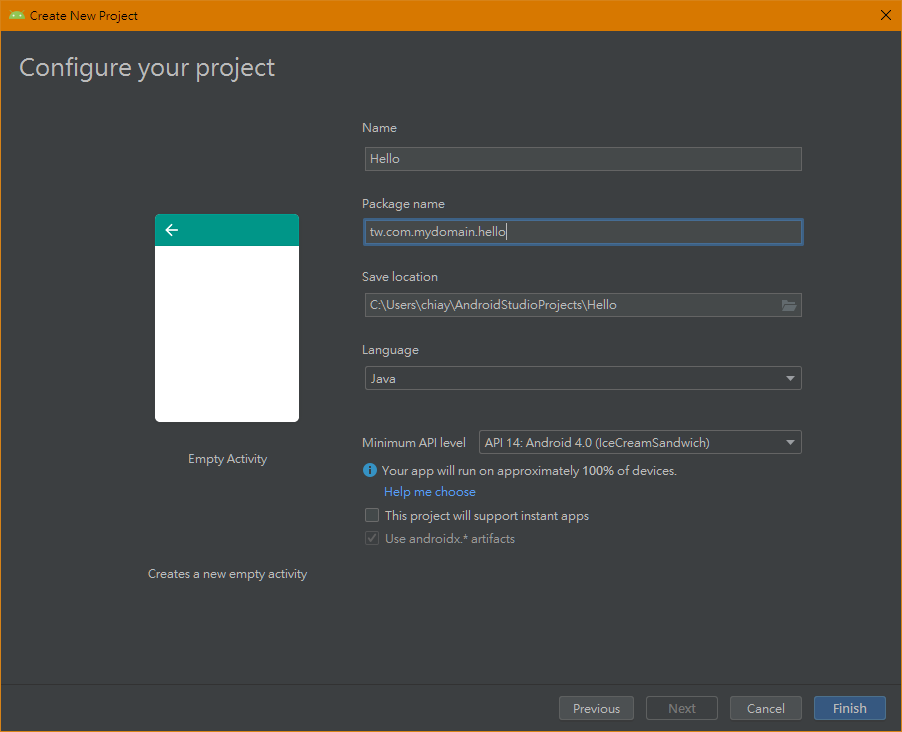 Create New Project
Configure your project
Name
Hello
Package name
tw.com.mydomain.hello
Save location
C:\Users\chiay\AndroidStudioProjects\Hello
Language
Java
Minimum API level
API 14: Android 4.0 (IceCreamSandwich)
Your app will run on approximately 100% of devices.
Help me choose
This project will support instant apps
Use androidx.* artifacts
Empty Activity
Creates a new empty activity
Previous
Next
Cancel
Finish